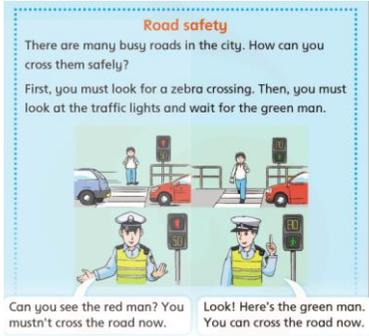 Road safety
There are many busy roads in the city. How can you
cross them safely?
First, you must look for a zebra crossing. Then, you must
look at the traffic lights and wait for the green man.
Can you see the red man? You
mustn't cross the road now.
Look! Here's the green man.
You can cross the road now.